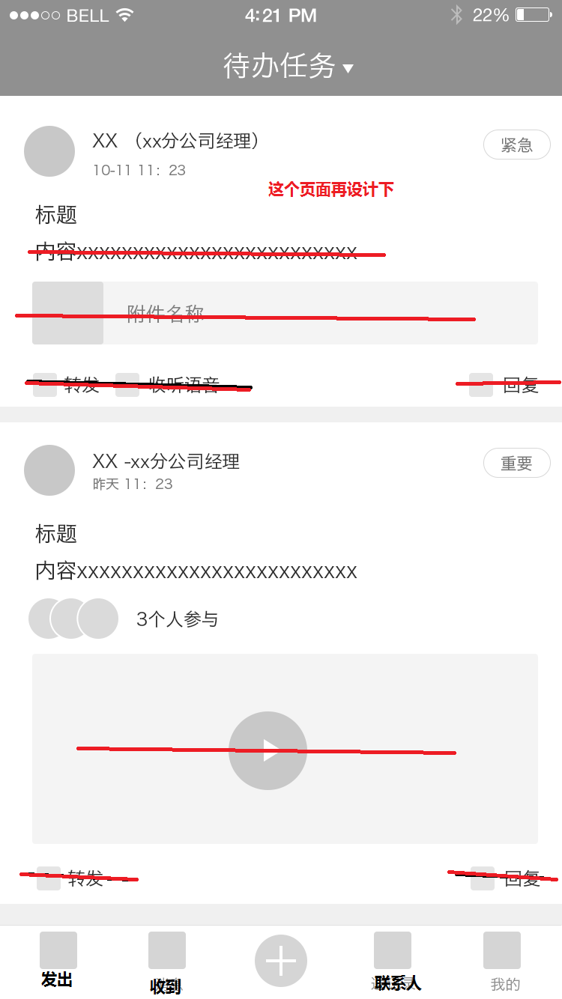 BELL 4:21 PM 22%
待办任务
XX （xx分公司经理）
紧急
10-11 11：23
这个页面再设计下
标题
内容xxxxxxxxxxxxxxxxxxxxxxxxx
附件名称
转发 收听语音 回复
XX -xx分公司经理
重要
昨天 11：23
标题
内容xxxxxxxxxxxxxxxxxxxxxxxxx
3个人参与
转发 回复
发出 收到 联系人 我的